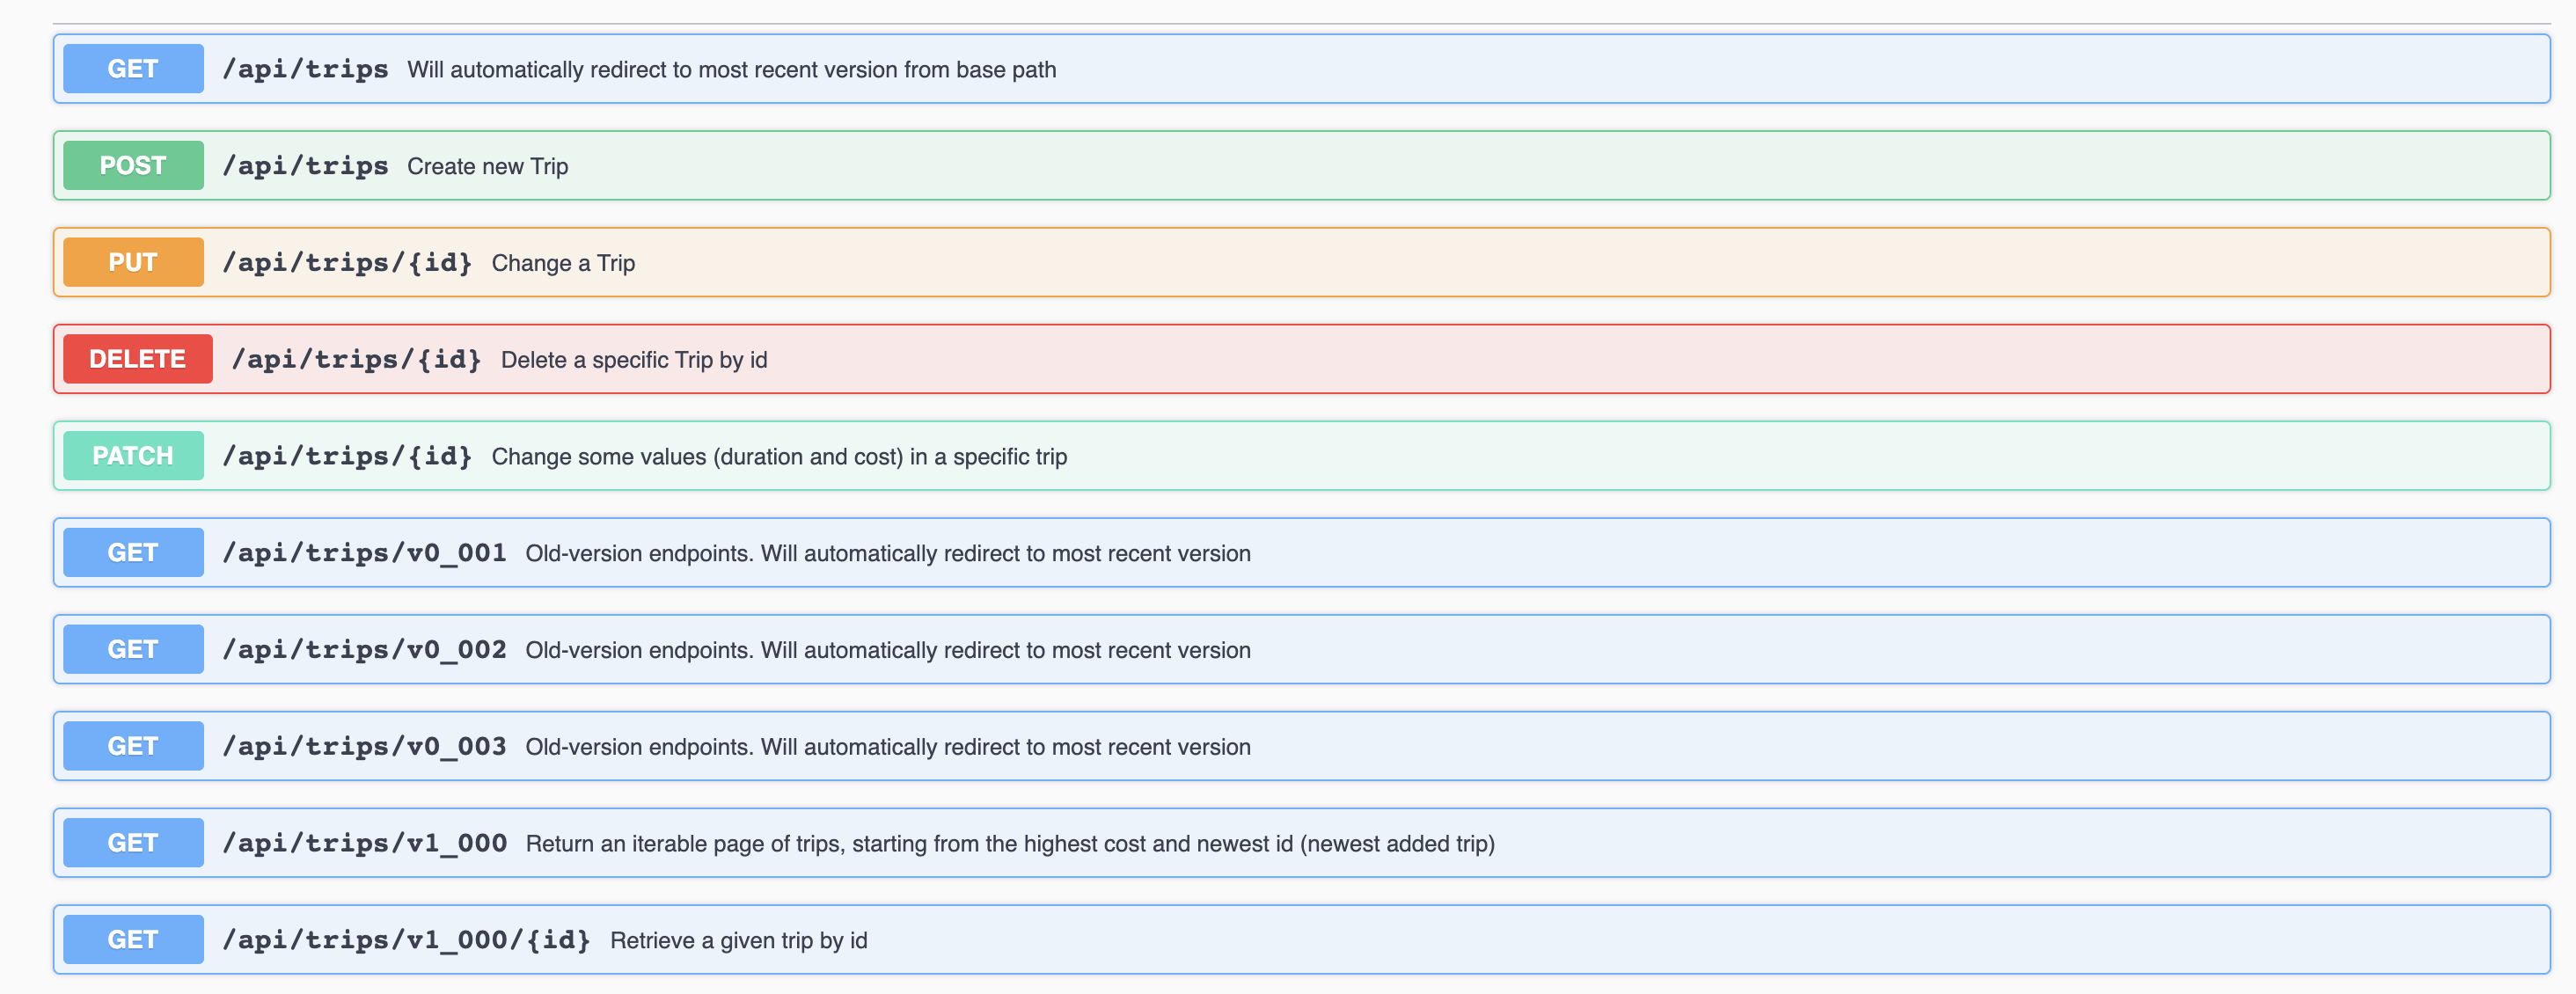 GET /api/trips Will automatically redirect to most recent version from base path
POST /api/trips Create new Trip
PUT /api/trips/{id} Change a Trip
DELETE /api/trips/{id} Delete a specific Trip by id
PATCH /api/trips/{id} Change some values (duration and cost) in a specific trip
GET /api/trips/v0_001 Old-version endpoints. Will automatically redirect to most recent version
GET /api/trips/v0_002 Old-version endpoints. Will automatically redirect to most recent version
GET /api/trips/v0_003 Old-version endpoints. Will automatically redirect to most recent version
GET /api/trips/v1_000 Return an iterable page of trips, starting from the highest cost and newest id (newest added trip)
GET /api/trips/v1_000/{id} Retrieve a given trip by id